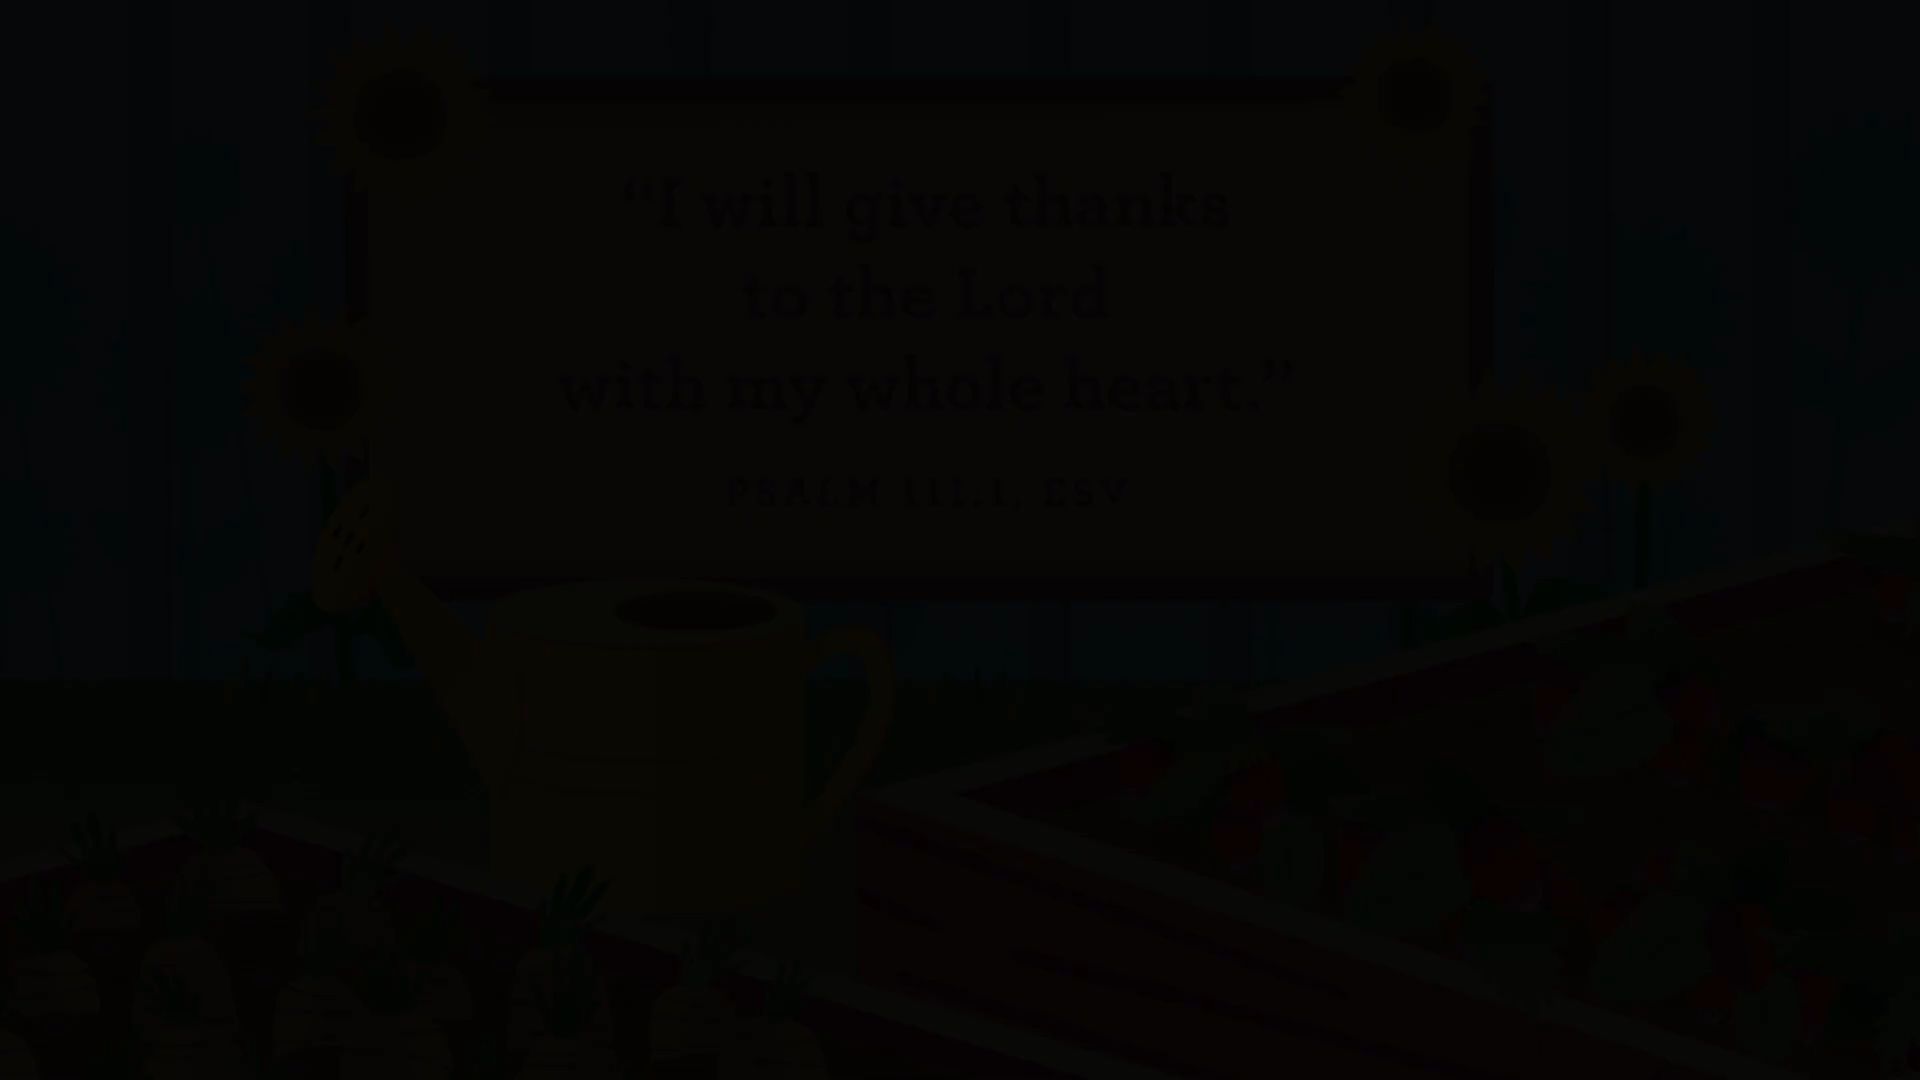 “I will give thanks
to the Lord
with my whole heart.”
PSALM 111:1, ESV